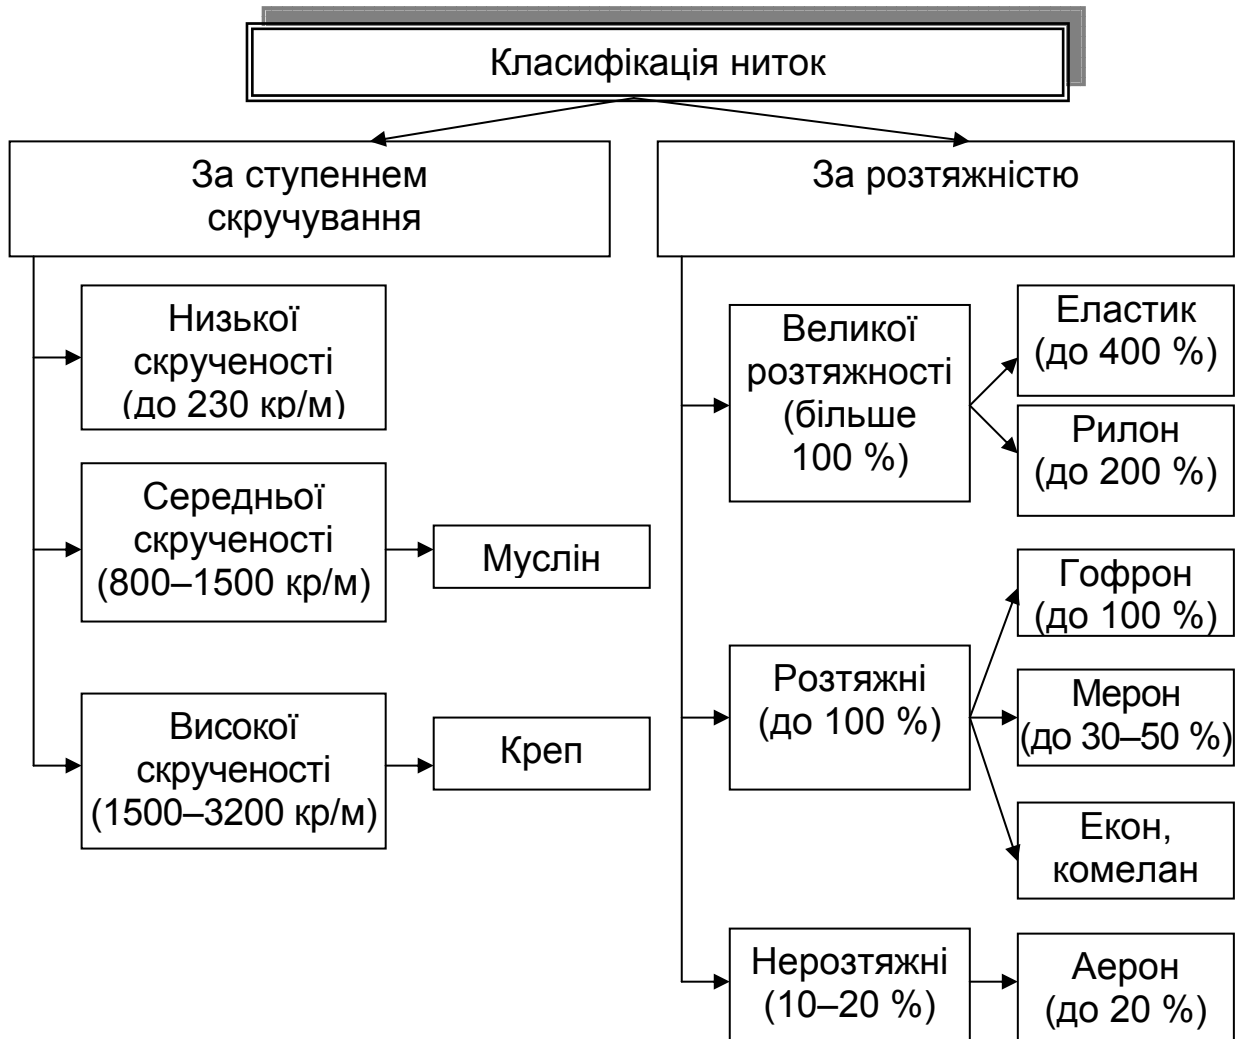 Класифікація ниток
За ступеннем
скручування
Низької
скрученості
(до 230 кр/м)
Середньої
скрученості
(800–1500 кр/м)
Муслін
Високої
скрученості
(1500–3200 кр/м)
Креп
За розтяжністю
Великої
розтяжності
(більше
100 %)
Еластик
(до 400 %)
Рилон
(до 200 %)
Розтяжні
(до 100 %)
Гофрон
(до 100 %)
Мерон
(до 30–50 %)
Екон,
комелан
Нерозтяжні
(10–20 %)
Аерон
(до 20 %)